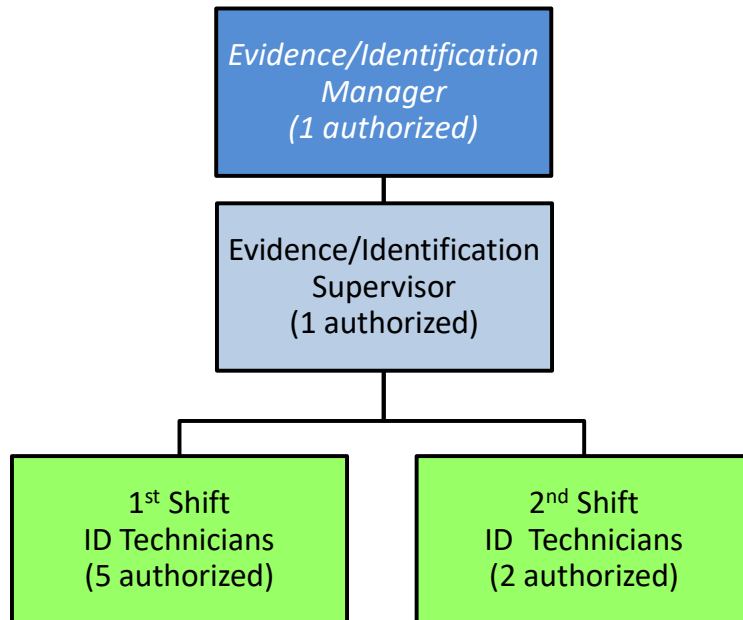 Evidence/Identification
Manager
(1 authorized)
Evidence/Identification
Supervisor
(1 authorized)
1st Shift
ID Technicians
(5 authorized)
2nd Shift
ID  Technicians
(2 authorized)